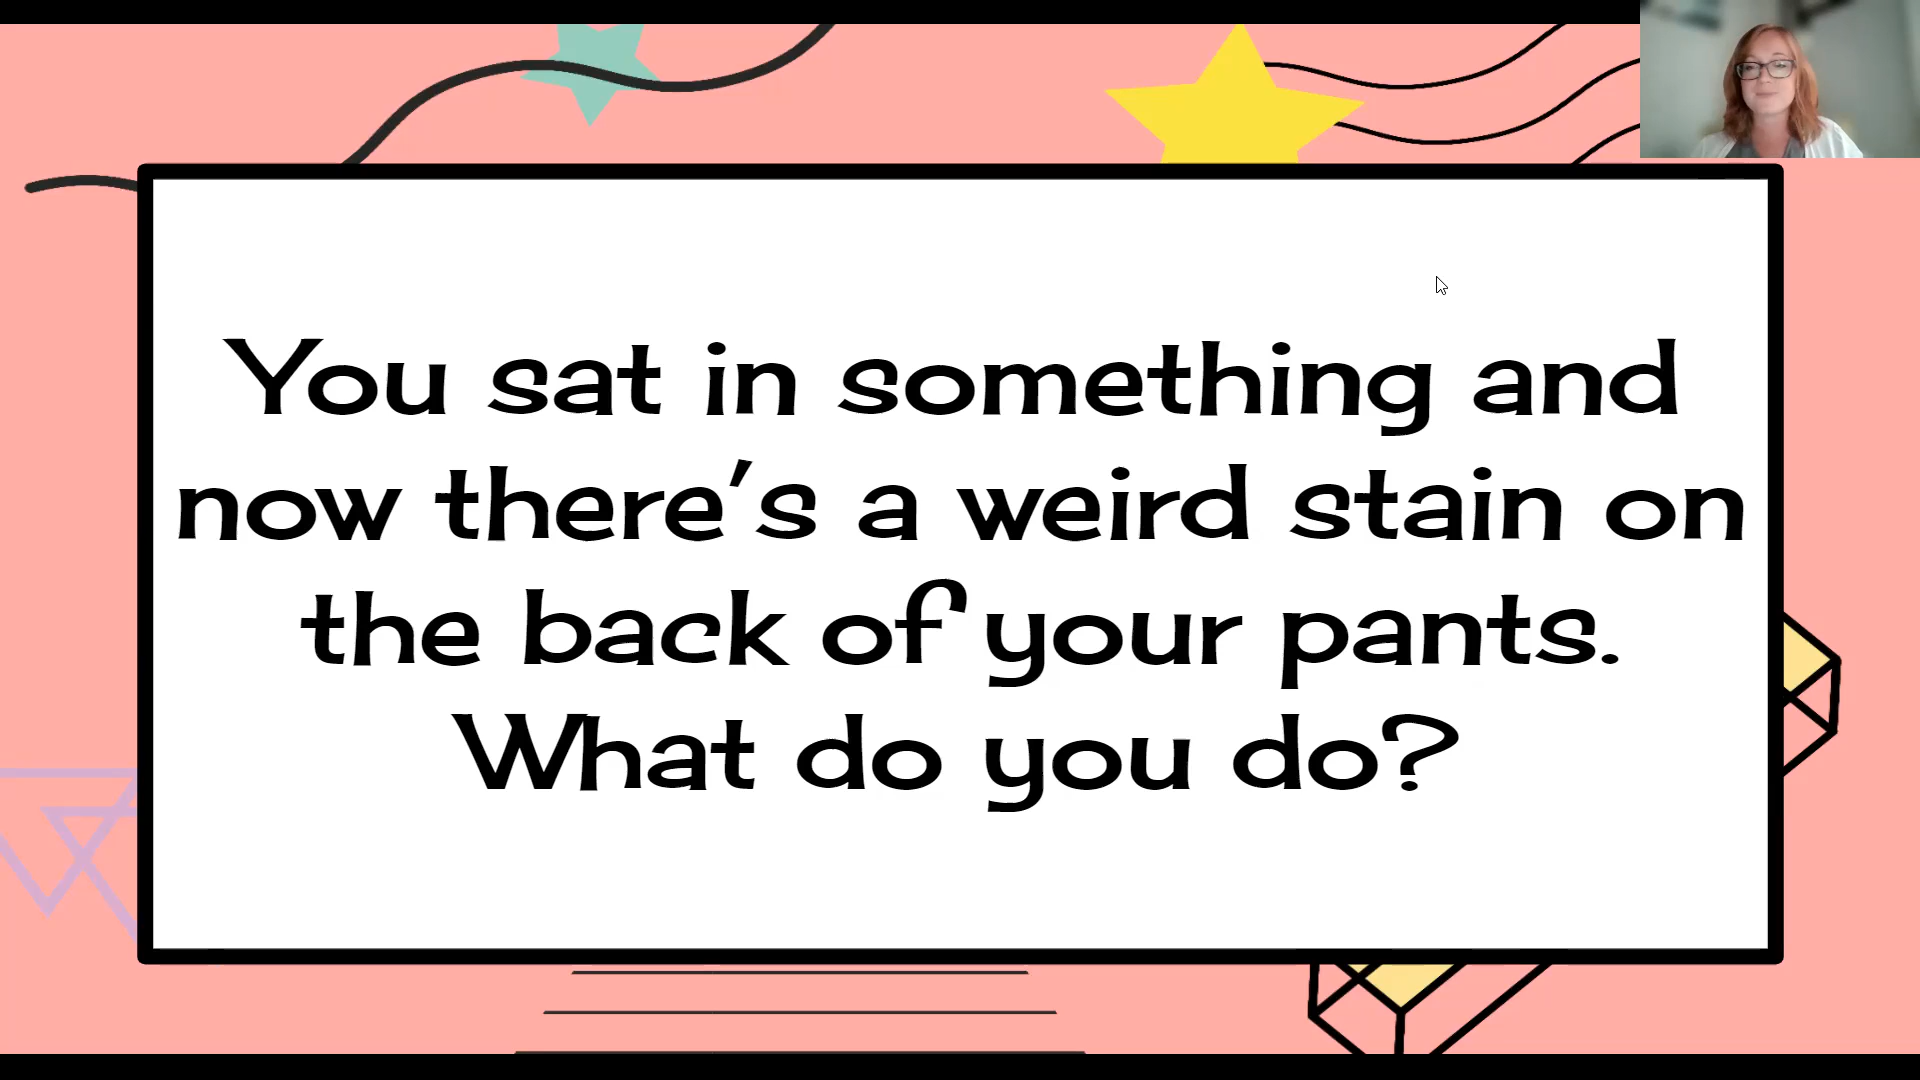 You sat in something and
now there's a weird stain on
the back of your pants.
What do you do?